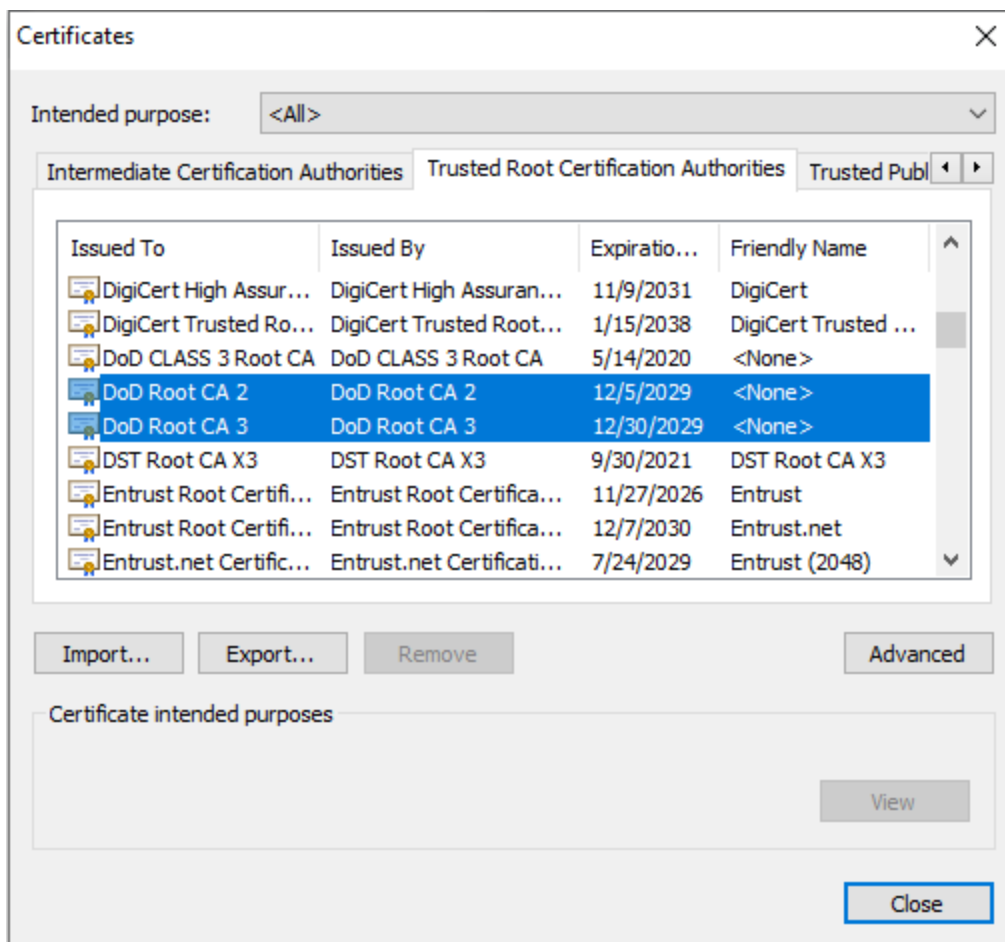 Certificates
Intended purpose: <All>
Intermediate Certification Authorities Trusted Root Certification Authorities Trusted Publ
Issued To Issued By Expiratio... Friendly Name
DigiCert High Assur... DigiCert High Assuran... 11/9/2031 DigiCert
DigiCert Trusted Ro... DigiCert Trusted Root... 1/15/2038 DigiCert Trusted ...
DoD CLASS 3 Root CA DoD CLASS 3 Root CA 5/14/2020 <None>
DoD Root CA 2 DoD Root CA 2 12/5/2029 <None>
DoD Root CA 3 DoD Root CA 3 12/30/2029 <None>
DST Root CA X3 DST Root CA X3 9/30/2021 DST Root CA X3
Entrust Root Certifi... Entrust Root Certifica... 11/27/2026 Entrust
Entrust Root Certifi... Entrust Root Certifica... 12/7/2030 Entrust.net
Entrust.net Certific... Entrust.net Certificati... 7/24/2029 Entrust (2048)
Import... Export... Remove Advanced
Certificate intended purposes
View
Close